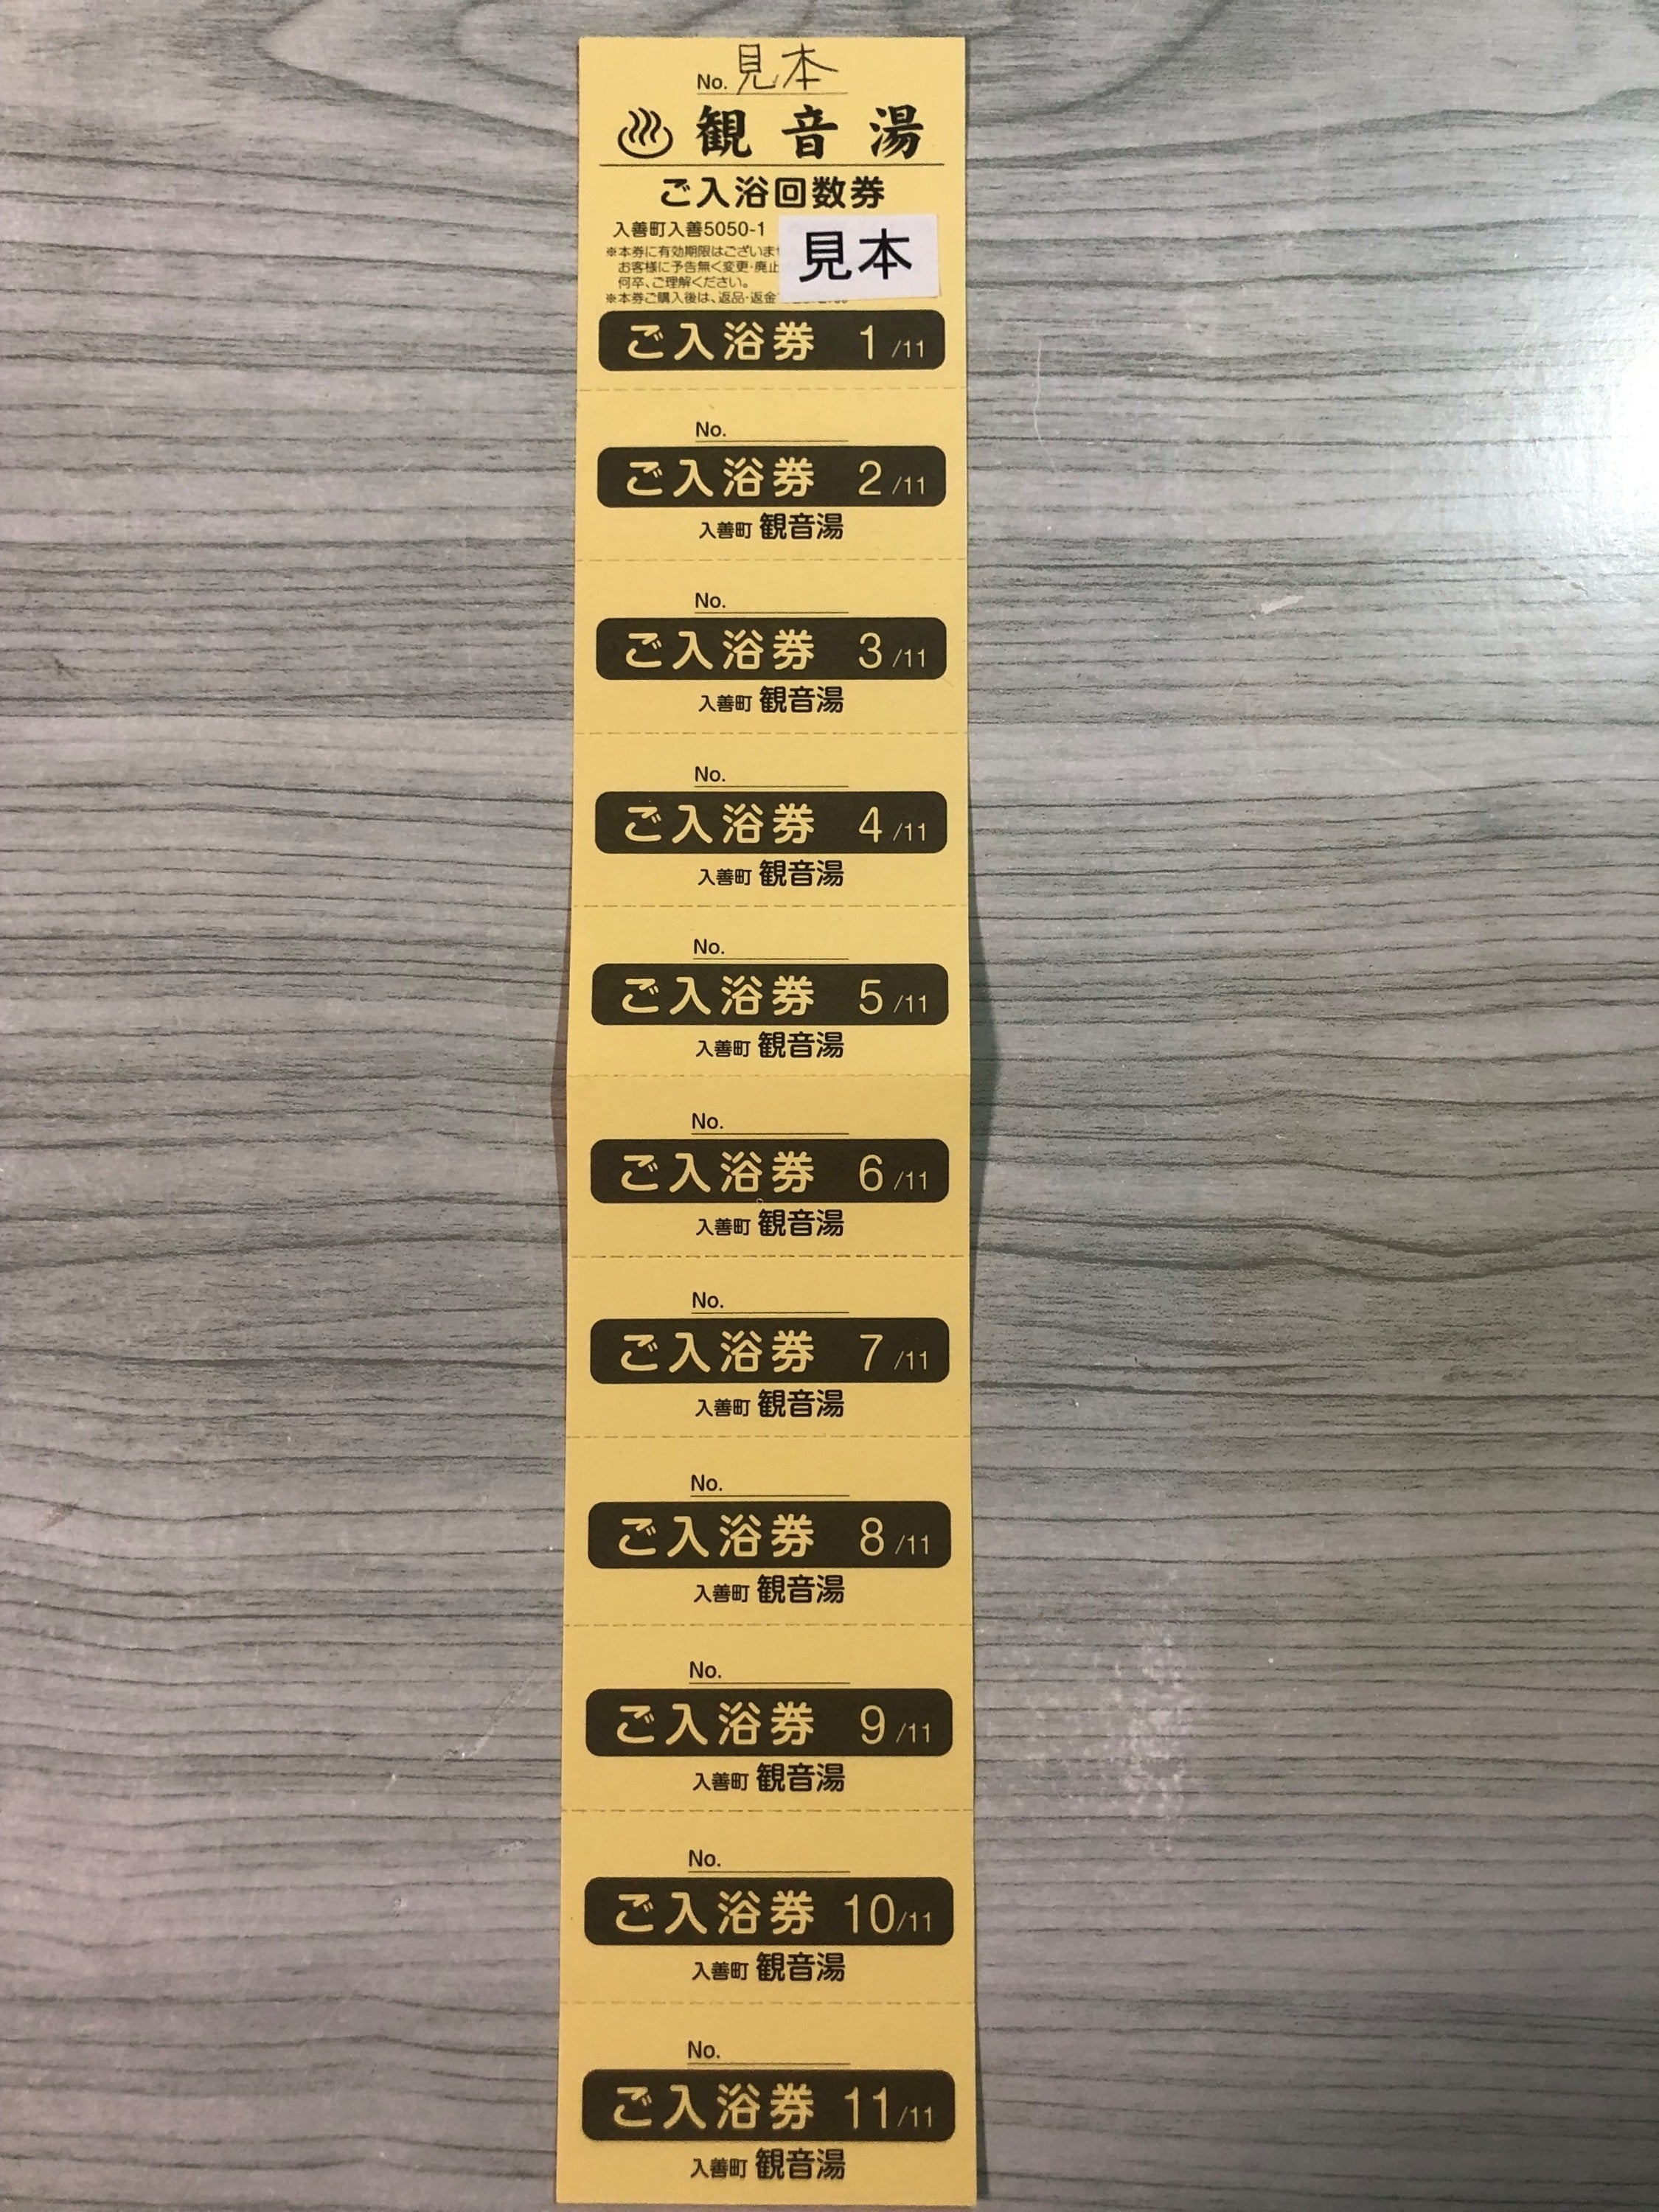 No. 見本
♨ 観音湯
ご入浴回数券
入善町入善5050-1
見本
※本券に有効期限はございま
お客様に予告無く変更・廃止
何卒、ご理解ください。
※本券ご購入後は、返品・返金
ご入浴券 1/11
No.
ご入浴券 2/11
入善町 観音湯
No.
ご入浴券 3/11
入善町 観音湯
No.
ご入浴券 4/11
入善町 観音湯
No.
ご入浴券 5/11
入善町 観音湯
No.
ご入浴券 6/11
入善町 観音湯
No.
ご入浴券 7/11
入善町 観音湯
No.
ご入浴券 8/11
入善町 観音湯
No.
ご入浴券 9/11
入善町 観音湯
No.
ご入浴券 10/11
入善町 観音湯
No.
ご入浴券 11/11
入善町 観音湯